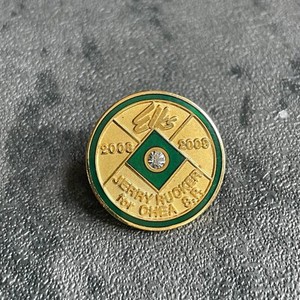 Elks
2008 2009
JERRY RUCKER
for CHEA B.P.